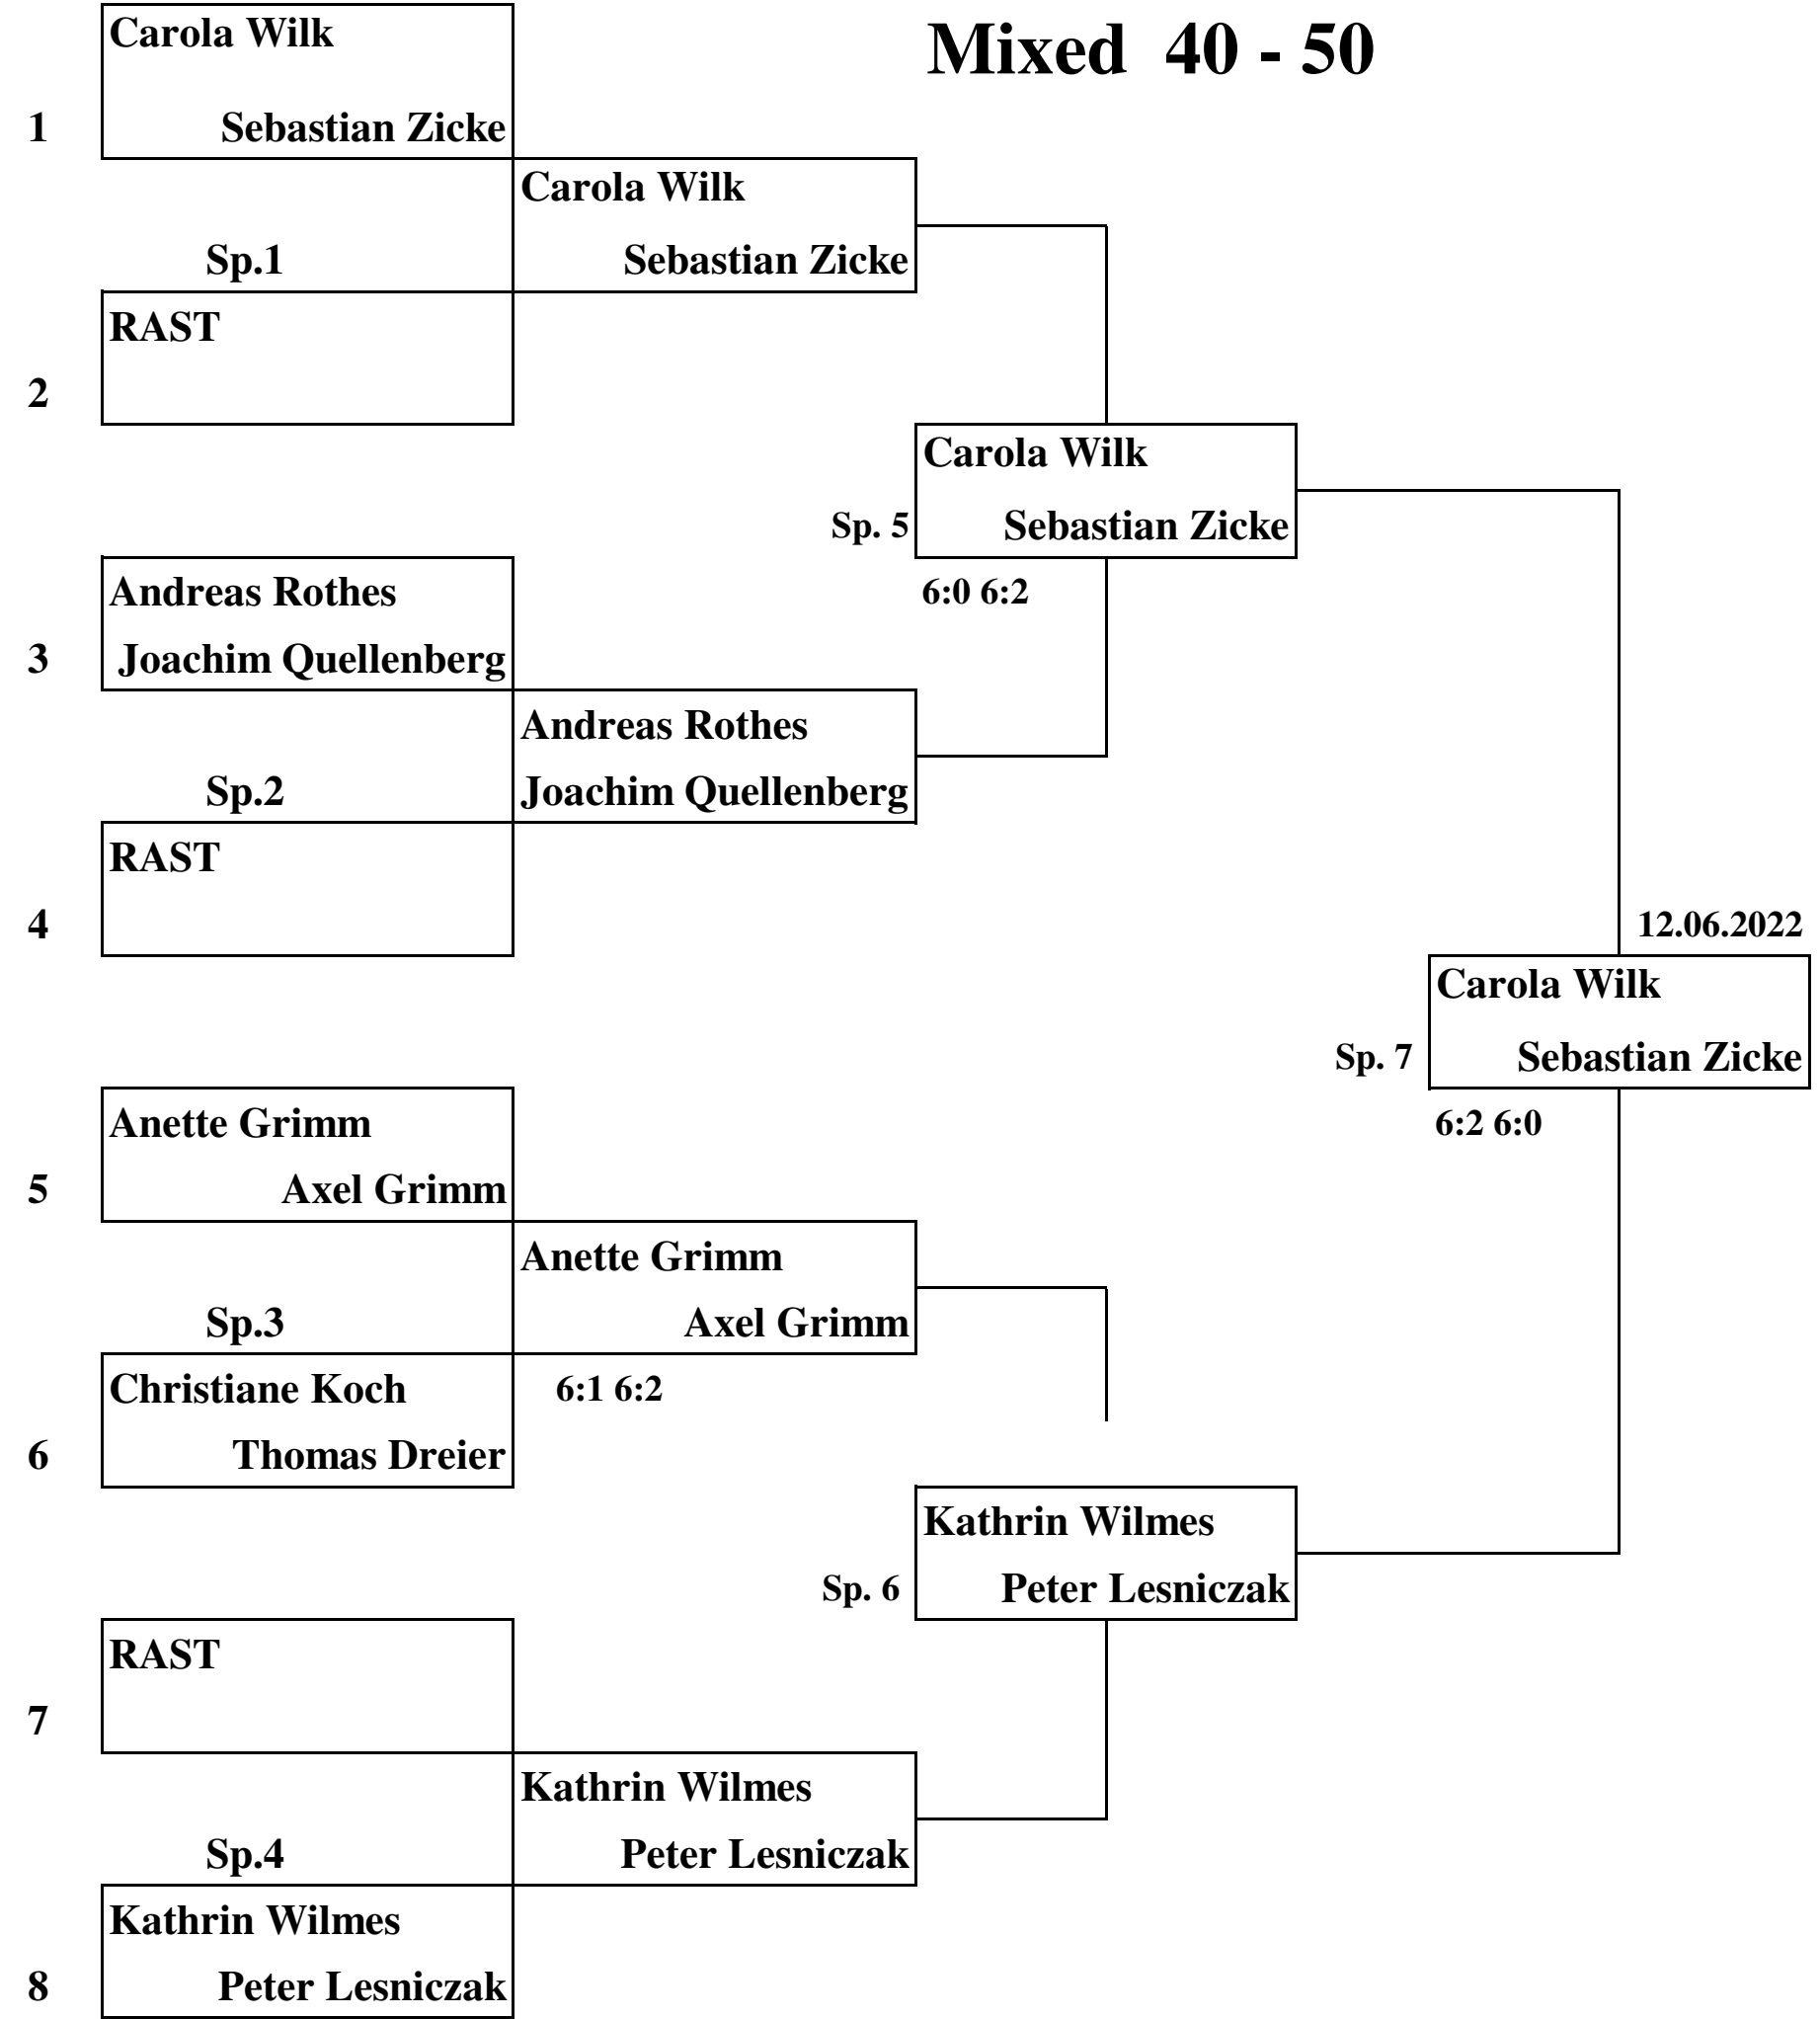 Carola Wilk
Mixed 40 - 50
1
Sebastian Zicke
Carola Wilk
Sp.1
Sebastian Zicke
RAST
2
Carola Wilk
Sp. 5
Sebastian Zicke
Andreas Rothes
6:0 6:2
3
Joachim Quellenberg
Andreas Rothes
Sp.2
Joachim Quellenberg
RAST
4
12.06.2022
Carola Wilk
Sp. 7
Sebastian Zicke
Anette Grimm
6:2 6:0
5
Axel Grimm
Anette Grimm
Sp.3
Axel Grimm
Christiane Koch
6:1 6:2
6
Thomas Dreier
Kathrin Wilmes
Sp. 6
Peter Lesniczak
RAST
7
Kathrin Wilmes
Sp.4
Peter Lesniczak
Kathrin Wilmes
8
Peter Lesniczak